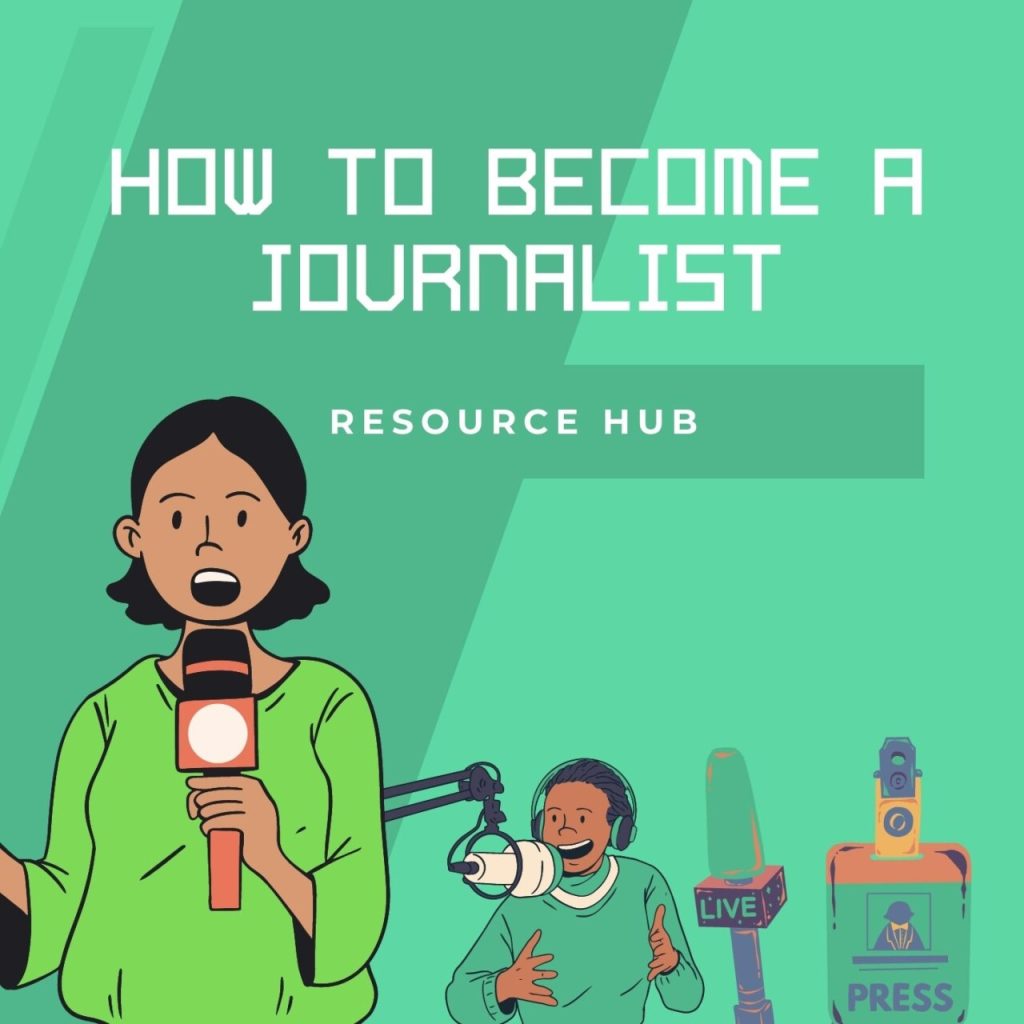 HOW TO BECOME A
JOURNALIST
RESOURCE HUB
LIVE
PRESS